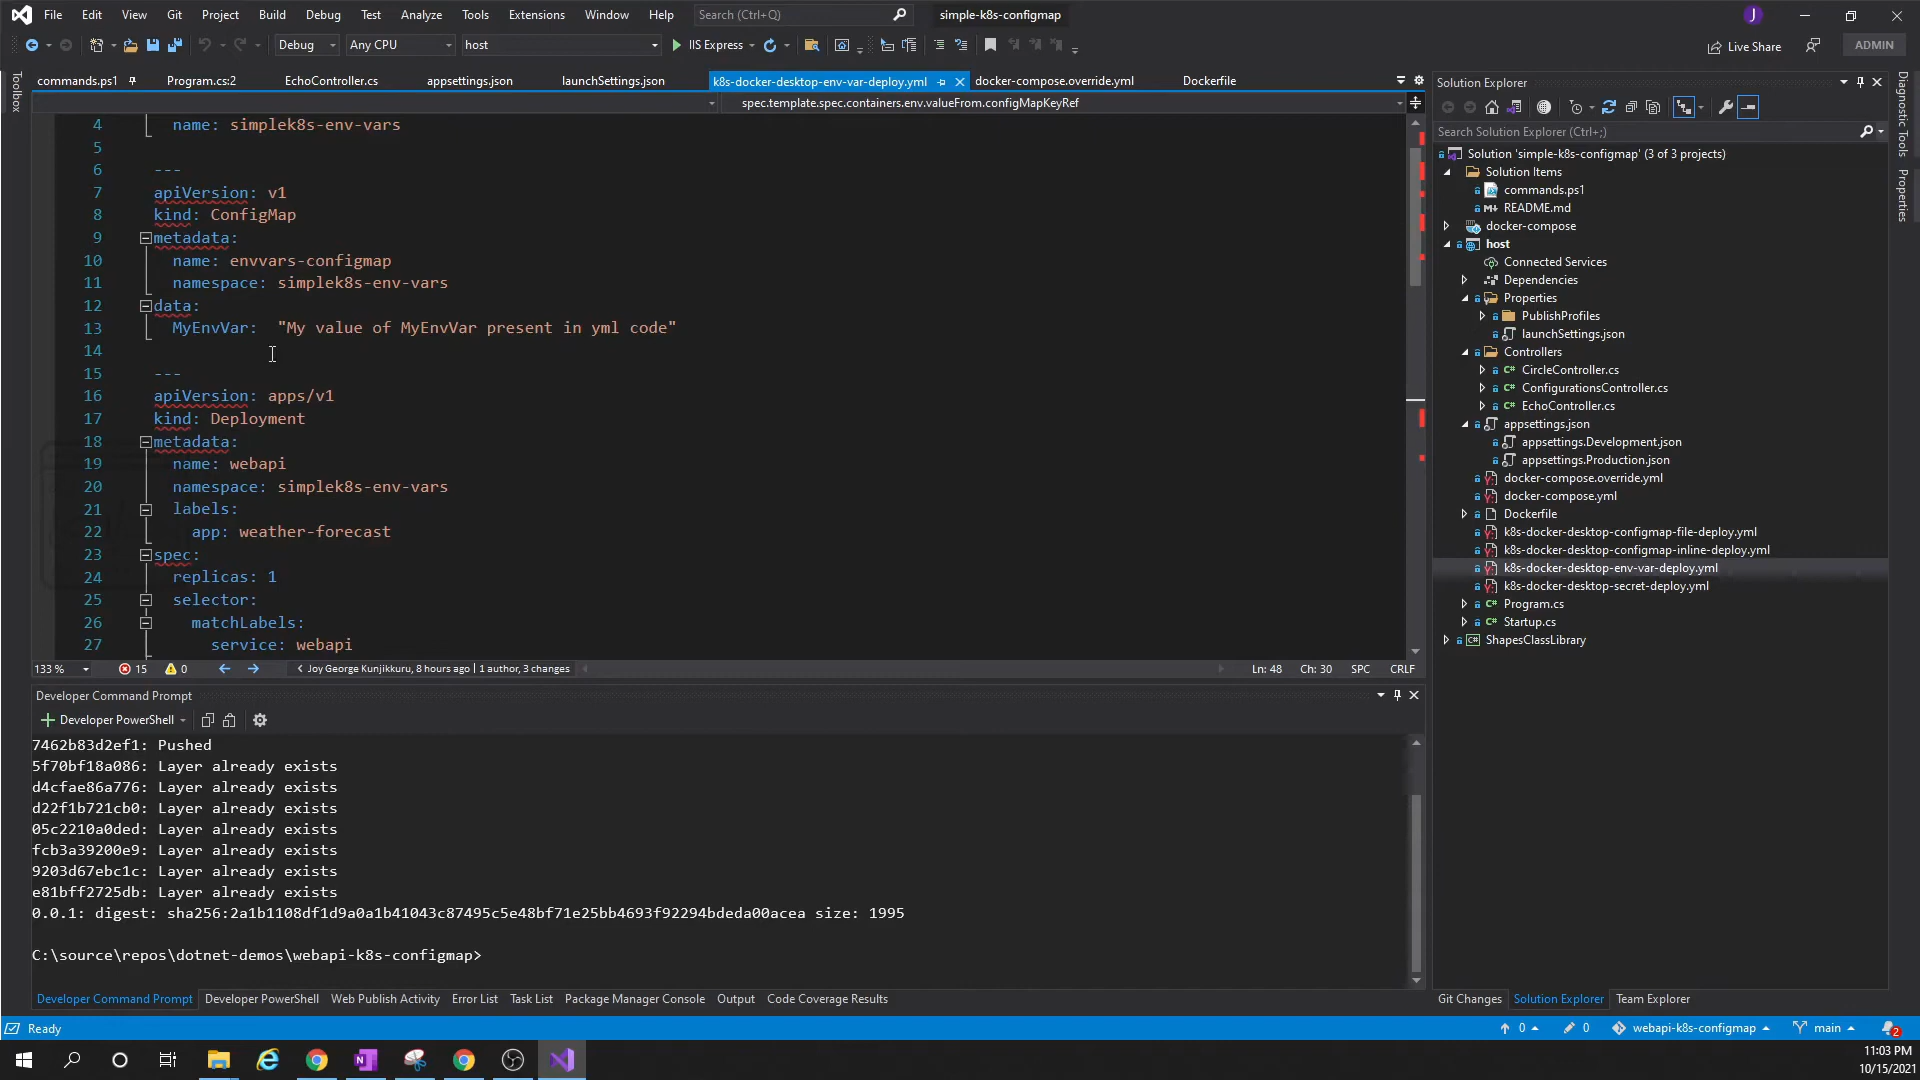 File Edit View Git Project Build Debug Test Analyze Tools Extensions Window Help Search (Ctrl+Q) simple-k8s-configmap J
Debug Any CPU host IIS Express Live Share ADMIN
commands.ps1 Program.cs:2 EchoController.cs appsettings.json launchSettings.json k8s-docker-desktop-env-var-deploy.yml docker-compose.override.yml Dockerfile
spec.template.spec.containers.env.valueFrom.configMapKeyRef
Toolbox
4 name: simplek8s-env-vars
5
6 ---
7 apiVersion: v1
8 kind: ConfigMap
9 metadata:
10 name: envvars-configmap
11 namespace: simplek8s-env-vars
12 data:
13 MyEnvVar:  "My value of MyEnvVar present in yml code"
14
15 ---
16 apiVersion: apps/v1
17 kind: Deployment
18 metadata:
19 name: webapi
20 namespace: simplek8s-env-vars
21 labels:
22 app: weather-forecast
23 spec:
24 replicas: 1
25 selector:
26 matchLabels:
27 service: webapi
133 % 15 0 Joy George Kunjikkuru, 8 hours ago | 1 author, 3 changes Ln: 48 Ch: 30 SPC CRLF
Developer Command Prompt
Developer PowerShell
7462b83d2ef1: Pushed
5f70bf18a086: Layer already exists
d4cfae86a776: Layer already exists
d22f1b721cb0: Layer already exists
05c2210a0ded: Layer already exists
fcb3a39200e9: Layer already exists
9203d67ebc1c: Layer already exists
e81bff2725db: Layer already exists
0.0.1: digest: sha256:2a1b1108df1d9a0a1b41043c87495c5e48bf71e25bb4693f92294bdeda00acea size: 1995
C:\source\repos\dotnet-demos\webapi-k8s-configmap>
Developer Command Prompt Developer PowerShell Web Publish Activity Error List Task List Package Manager Console Output Code Coverage Results
Solution Explorer
Search Solution Explorer (Ctrl+;)
Solution 'simple-k8s-configmap' (3 of 3 projects)
Solution Items
commands.ps1
README.md
docker-compose
host
Connected Services
Dependencies
Properties
PublishProfiles
launchSettings.json
Controllers
CircleController.cs
ConfigurationsController.cs
EchoController.cs
appsettings.json
appsettings.Development.json
appsettings.Production.json
docker-compose.override.yml
docker-compose.yml
Dockerfile
k8s-docker-desktop-configmap-file-deploy.yml
k8s-docker-desktop-configmap-inline-deploy.yml
k8s-docker-desktop-env-var-deploy.yml
k8s-docker-desktop-secret-deploy.yml
Program.cs
Startup.cs
ShapesClassLibrary
Git Changes Solution Explorer Team Explorer
Diagnostic Tools
Properties
Ready 0 0 webapi-k8s-configmap main 2
11:03 PM
10/15/2021